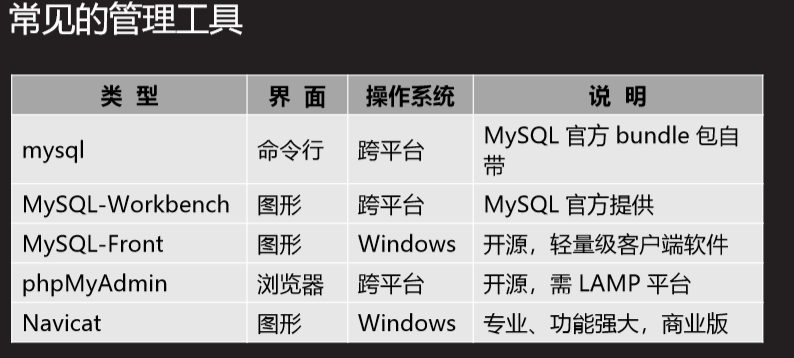 常见的管理工具
类 型 界 面 操作系统 说 明
mysql 命令行 跨平台 MySQL 官方 bundle 包自
带
MySQL-Workbench 图形 跨平台 MySQL 官方提供
MySQL-Front 图形 Windows 开源，轻量级客户端软件
phpMyAdmin 浏览器 跨平台 开源，需 LAMP 平台
Navicat 图形 Windows 专业、功能强大，商业版